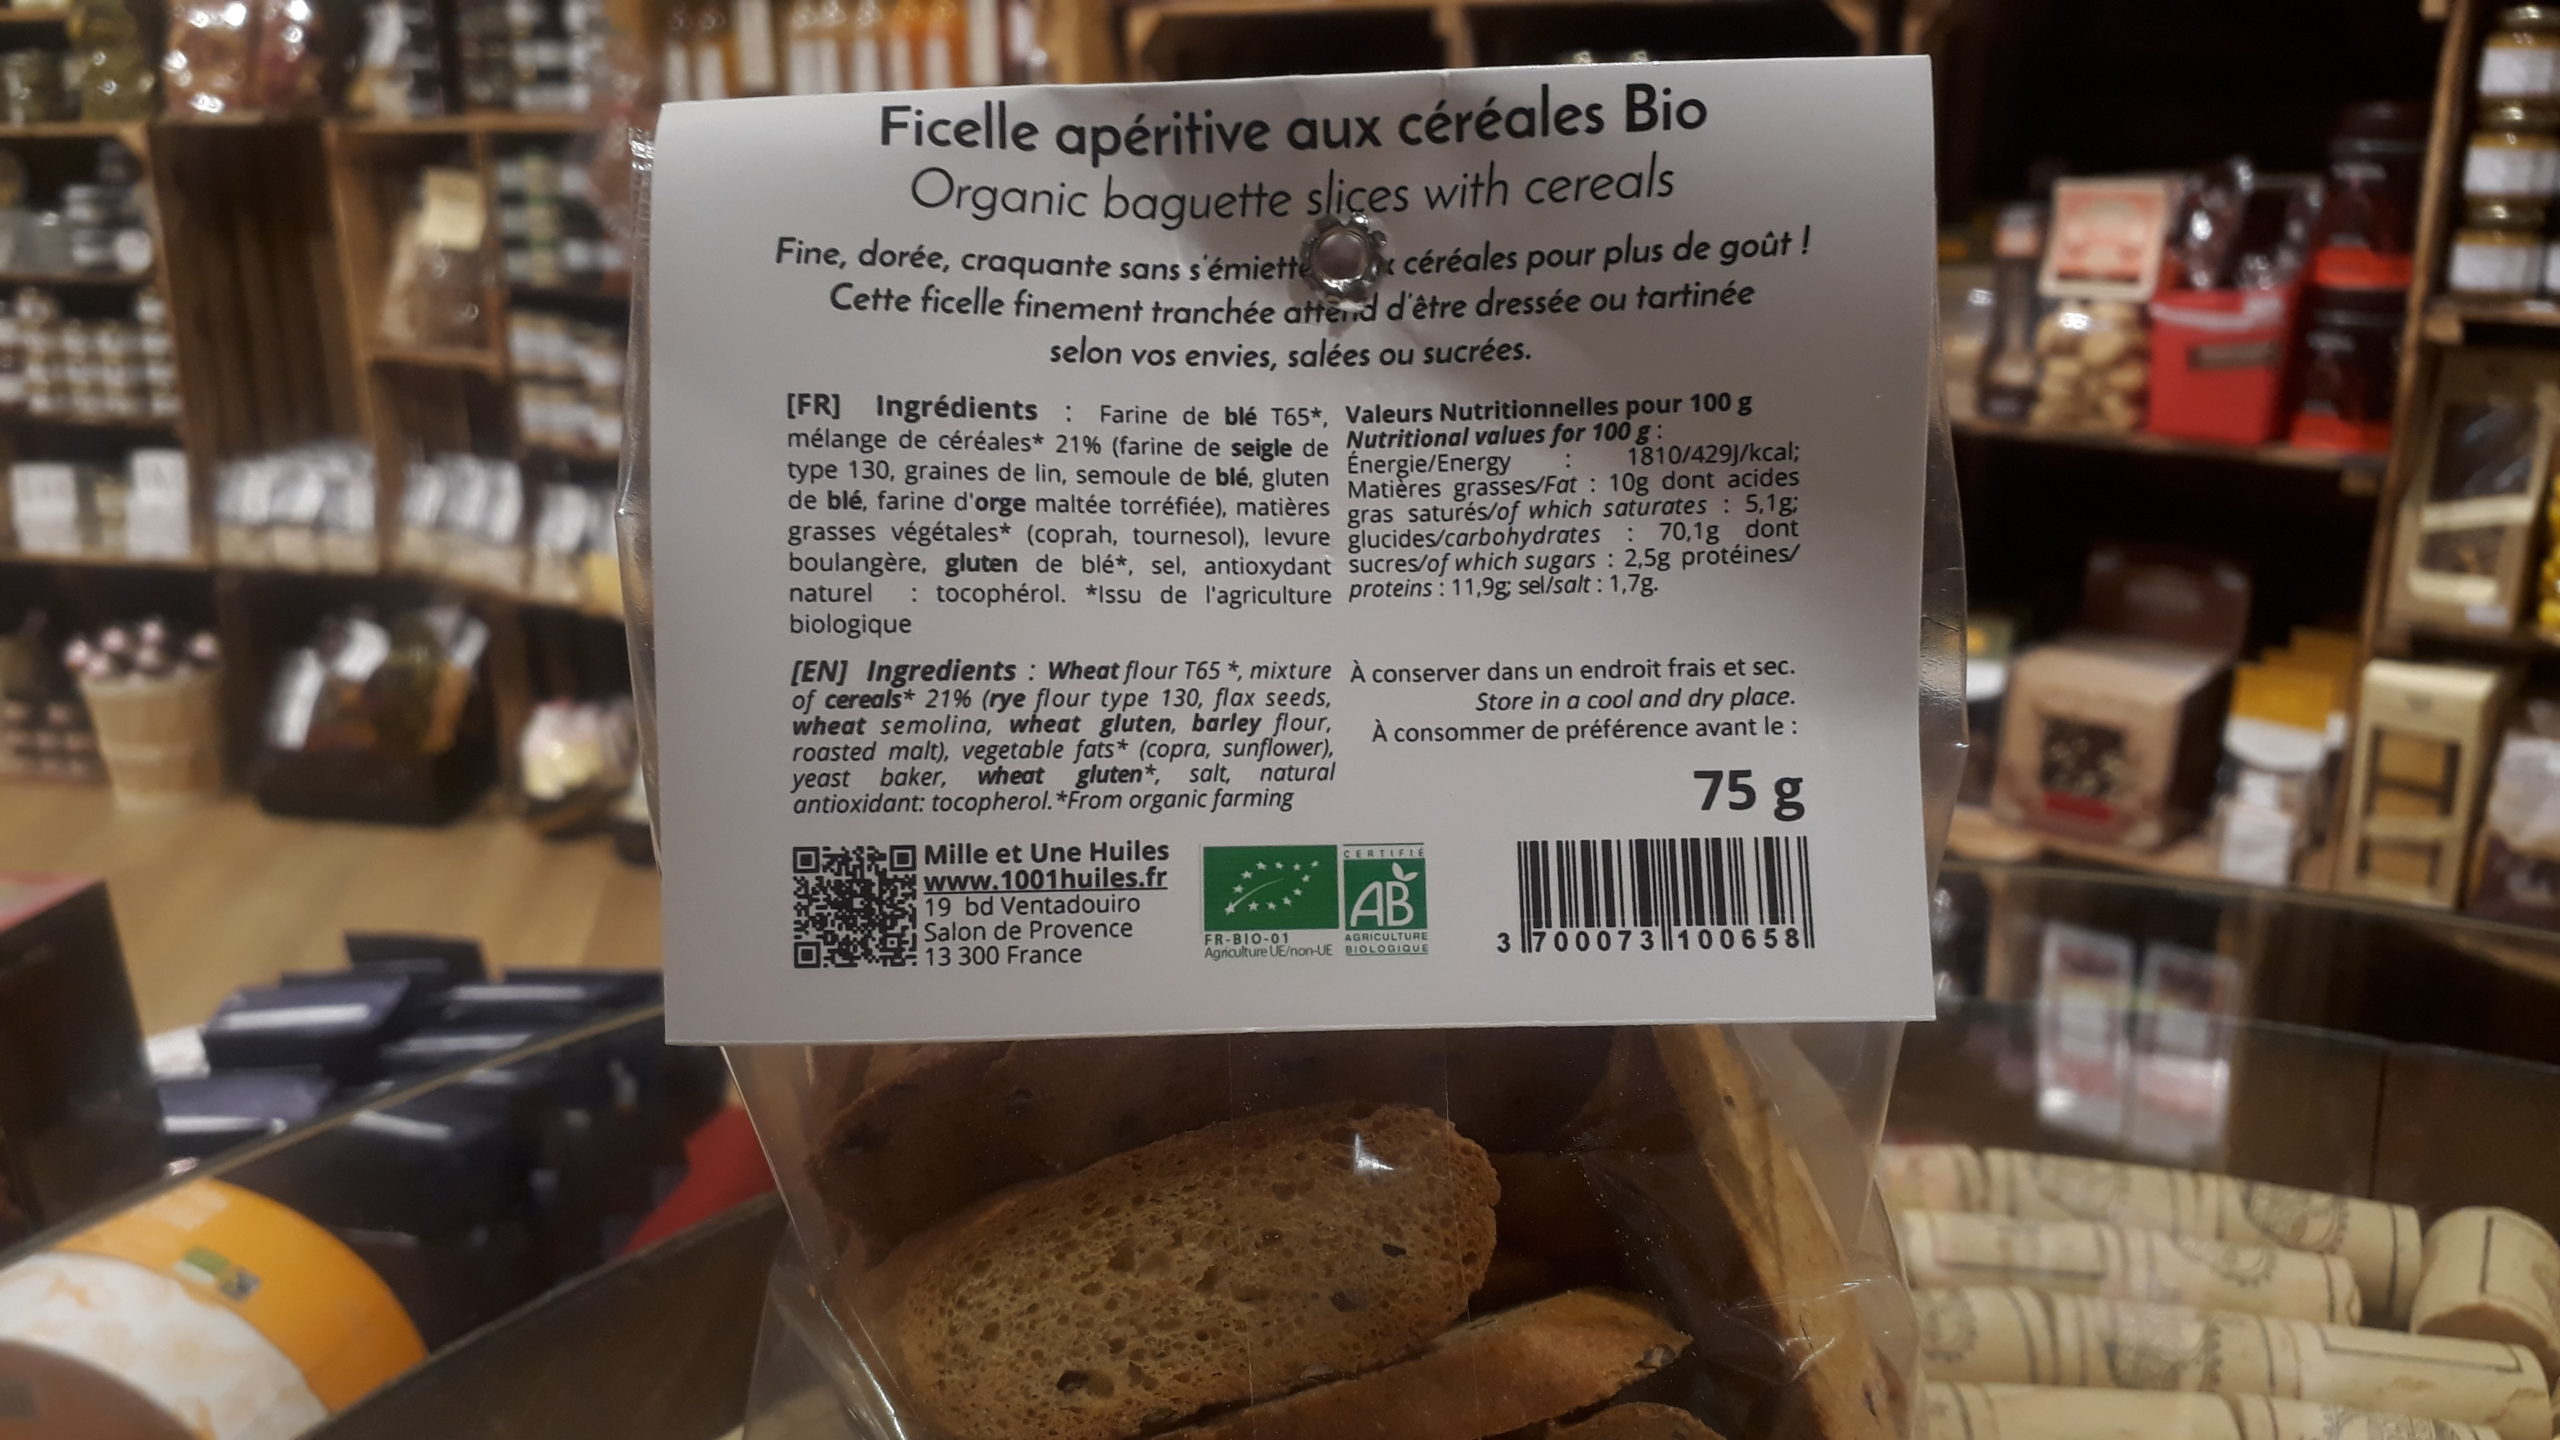 Ficelle apéritive aux céréales Bio
Organic baguette slices with cereals
Fine, dorée, craquante sans s'émiette céréales pour plus de goût !
Cette ficelle finement tranchée attend d'être dressée ou tartinée
selon vos envies, salées ou sucrées.
[FR] Ingrédients : Farine de blé T65*,
mélange de céréales* 21% (farine de seigle de
type 130, graines de lin, semoule de blé, gluten
de blé, farine d'orge maltée torréfiée), matières
grasses végétales* (coprah, tournesol), levure
boulangère, gluten de blé*, sel, antioxydant
naturel : tocophérol. *Issu de l'agriculture
biologique
Valeurs Nutritionnelles pour 100 g
Nutritional values for 100 g :
Énergie/Energy : 1810/429J/kcal;
Matières grasses/Fat : 10g dont acides
gras saturés/of which saturates : 5,1g;
glucides/carbohydrates : 70,1g dont
sucres/of which sugars : 2,5g protéines/
proteins : 11,9g; sel/salt : 1,7g.
[EN] Ingredients : Wheat flour T65 *, mixture
of cereals* 21% (rye flour type 130, flax seeds,
wheat semolina, wheat gluten, barley flour,
roasted malt), vegetable fats* (copra, sunflower),
yeast baker, wheat gluten*, salt, natural
antioxidant: tocopherol. *From organic farming
À conserver dans un endroit frais et sec.
Store in a cool and dry place.
À consommer de préférence avant le :
75 g
Mille et Une Huiles
www.1001huiles.fr
19 bd Ventadouiro
Salon de Provence
13 300 France
FR-BIO-01
Agriculture UE/non-UE
CERTIFIÉ
AB
AGRICULTURE
BIOLOGIQUE
3 700073 100658